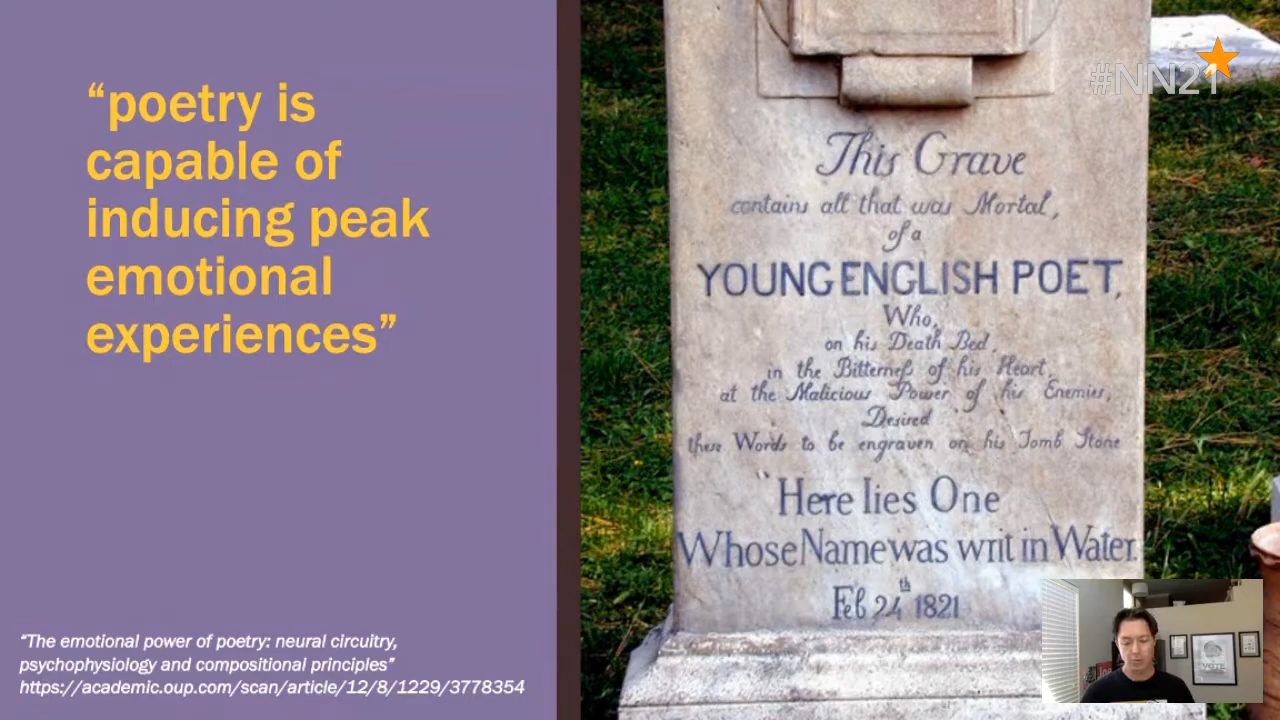 “poetry is
capable of
inducing peak
emotional
experiences”
“The emotional power of poetry: neural circuitry,
psychophysiology and compositional principles”
https://academic.oup.com/scan/article/12/8/1229/3778354
#NN21
This Grave
contains all that was Mortal,
of a
YOUNG ENGLISH POET,
Who,
on his Death Bed,
in the Bitterneſs of his Heart,
at the Malicious Power of his Enemies,
Desired
these Words to be engraven on his Tomb Stone
“Here lies One
Whose Name was writ in Water.
Feb 24th 1821
VOTE